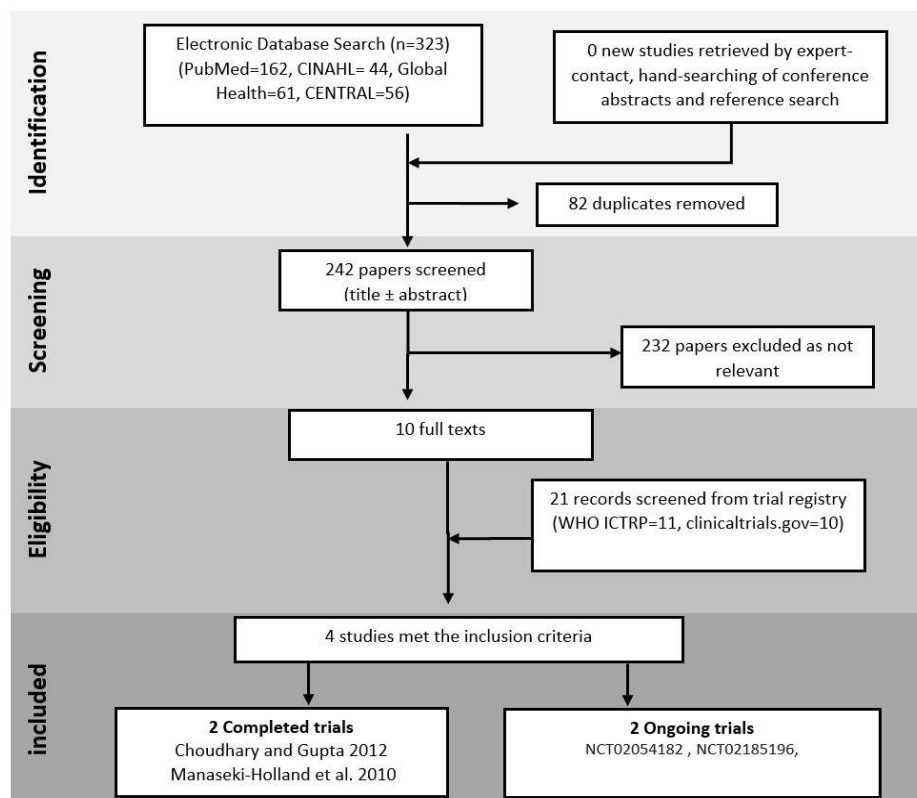 Identification
Electronic Database Search (n=323)
(PubMed=162, CINAHL= 44, Global
Health=61, CENTRAL=56)
0 new studies retrieved by expert-
contact, hand-searching of conference
abstracts and reference search
82 duplicates removed
Screening
242 papers screened
(title ± abstract)
232 papers excluded as not
relevant
Eligibility
10 full texts
21 records screened from trial registry
(WHO ICTRP=11, clinicaltrials.gov=10)
included
4 studies met the inclusion criteria
2 Completed trials
Choudhary and Gupta 2012
Manaseki-Holland et al. 2010
2 Ongoing trials
NCT02054182 , NCT02185196,